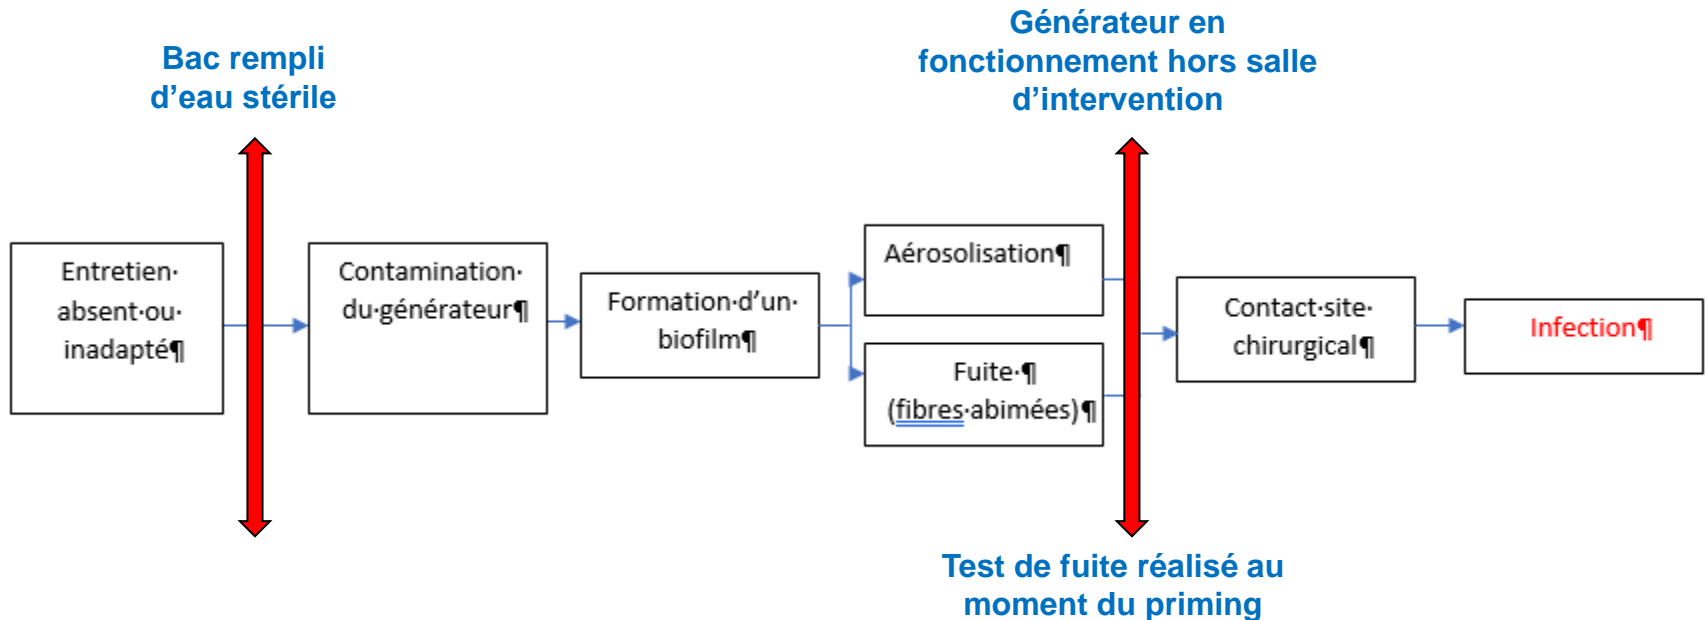 Bac rempli
d’eau stérile
Générateur en
fonctionnement hors salle
d’intervention
Entretien·
absent·ou·
inadapté¶
Contamination·
du·générateur¶
Formation·d’un·
biofilm¶
Aérosolisation¶
Fuite·¶
(fibres·abimées)¶
Contact·site·
chirurgical¶
Infection¶
Test de fuite réalisé au
moment du priming